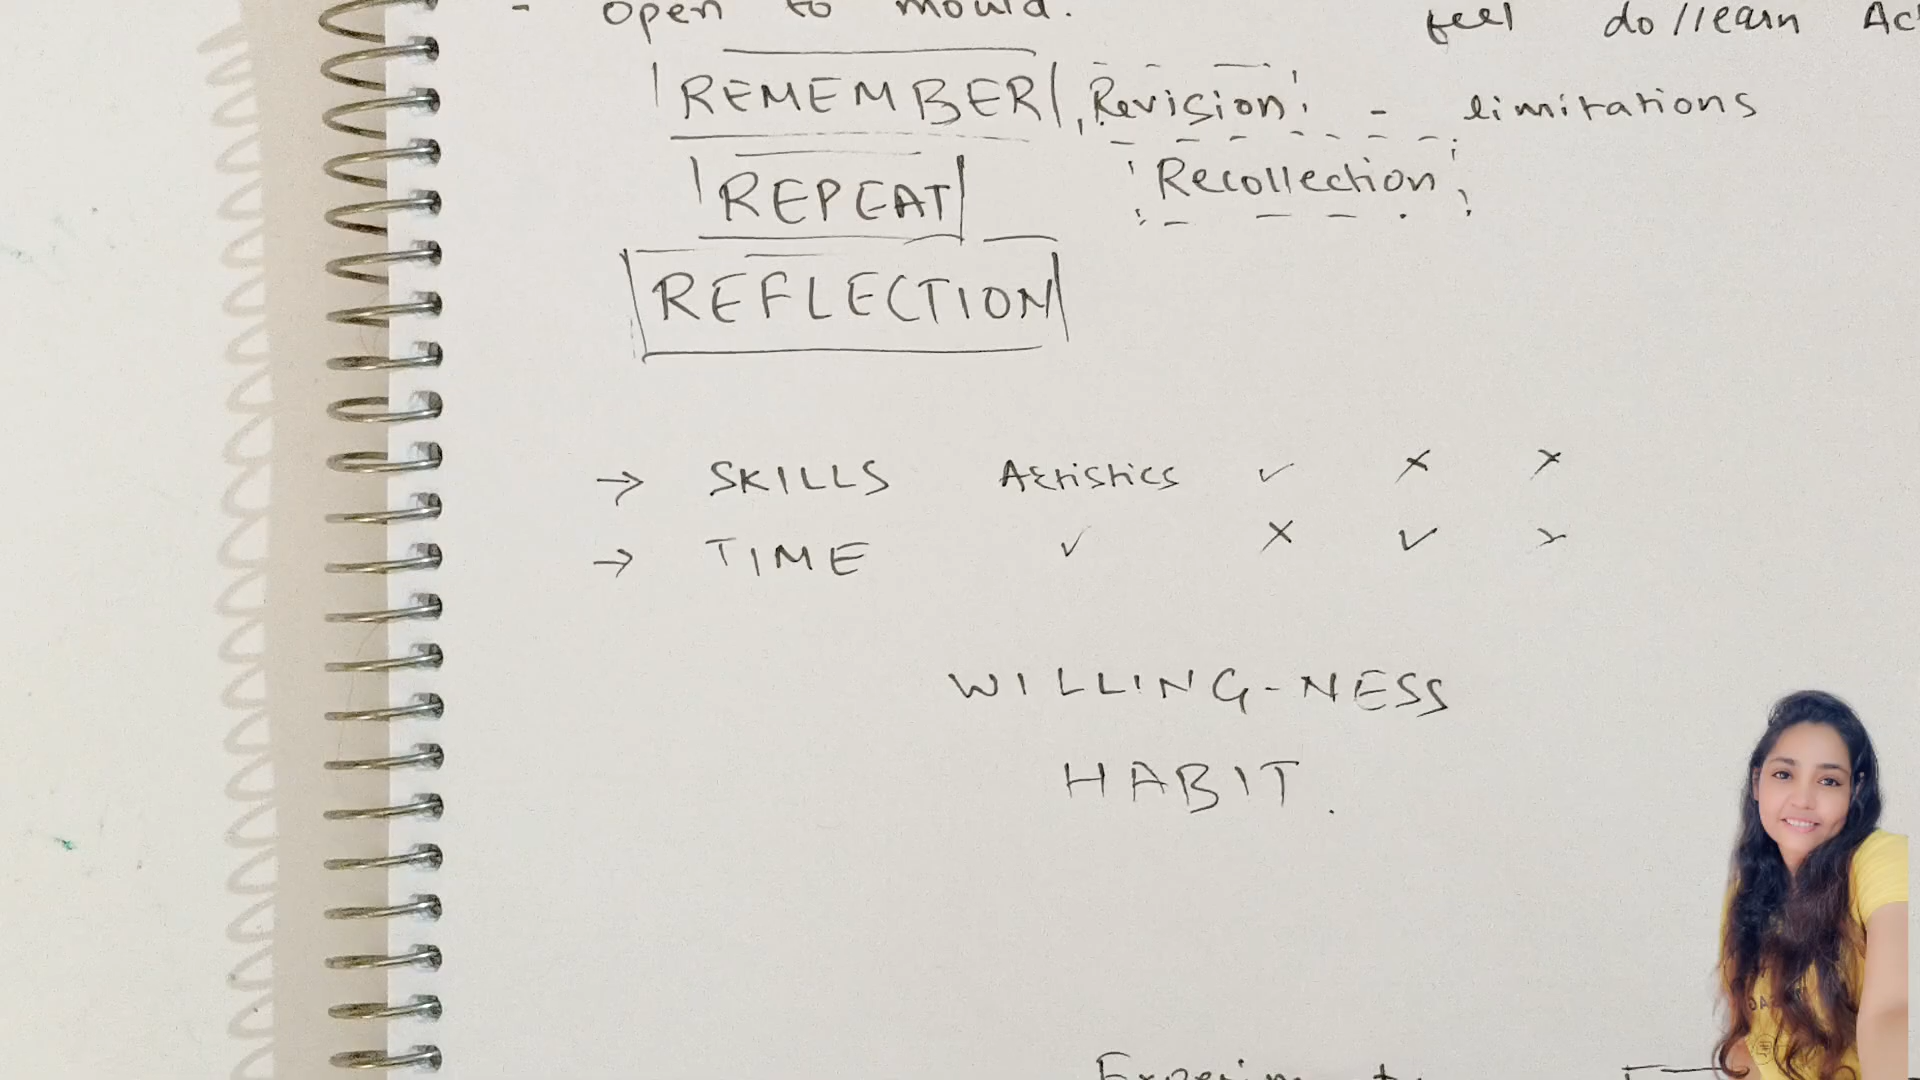 - open to mould. feel do/learn
REMEMBER Revision - limitations
REPEAT Recollection
REFLECTION
→ SKILLS Artistics ✓ × ×
→ TIME ✓ × ✓ ×
WILLING-NESS
HABIT.